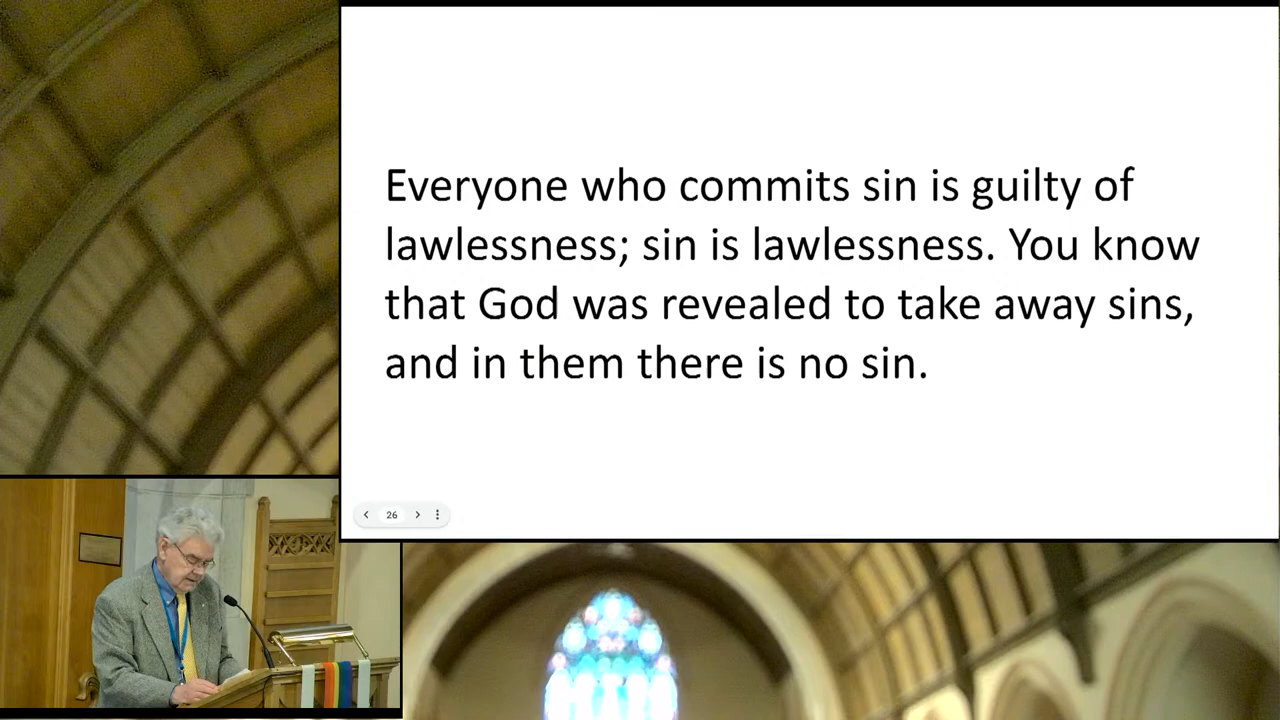 Everyone who commits sin is guilty of
lawlessness; sin is lawlessness. You know
that God was revealed to take away sins,
and in them there is no sin.
26